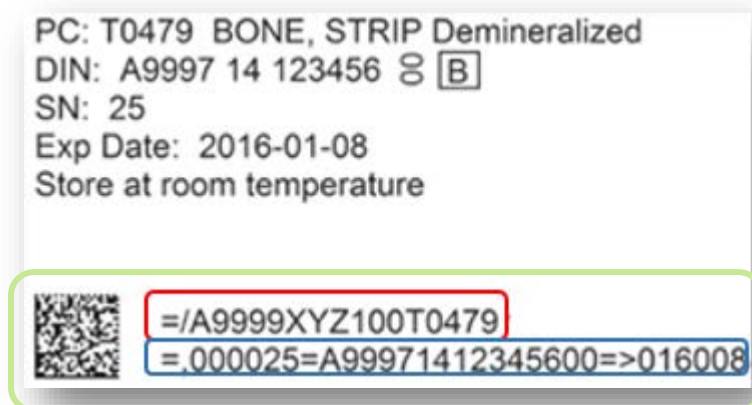 PC: T0479 BONE, STRIP Demineralized
DIN: A9997 14 123456 00 B
SN: 25
Exp Date: 2016-01-08
Store at room temperature
=/A9999XYZ100T0479
=,000025=A99971412345600=>016008